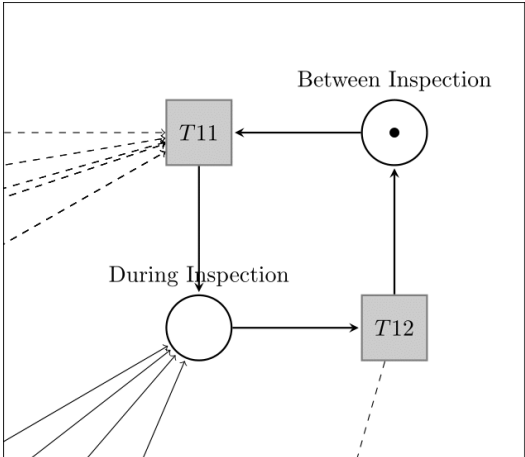 Between Inspection
T11
During Inspection
T12